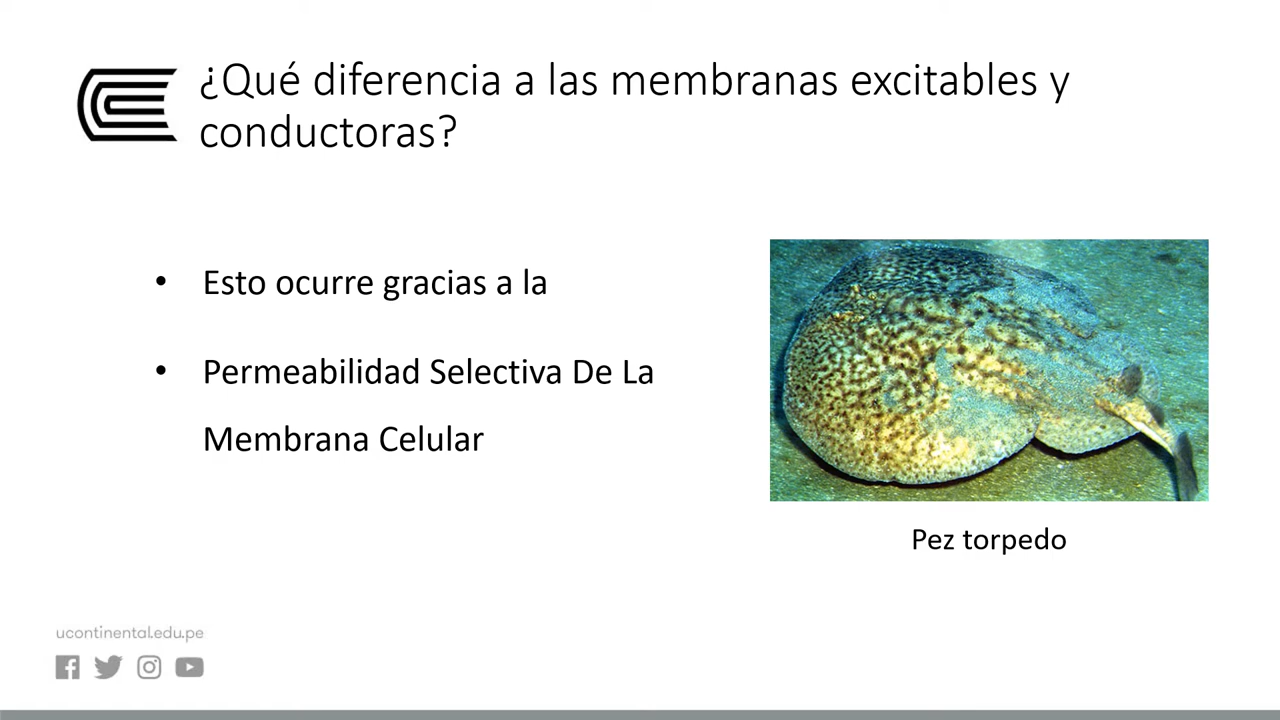 ¿Qué diferencia a las membranas excitables y
conductoras?
• Esto ocurre gracias a la
• Permeabilidad Selectiva De La
Membrana Celular
Pez torpedo
ucontinental.edu.pe